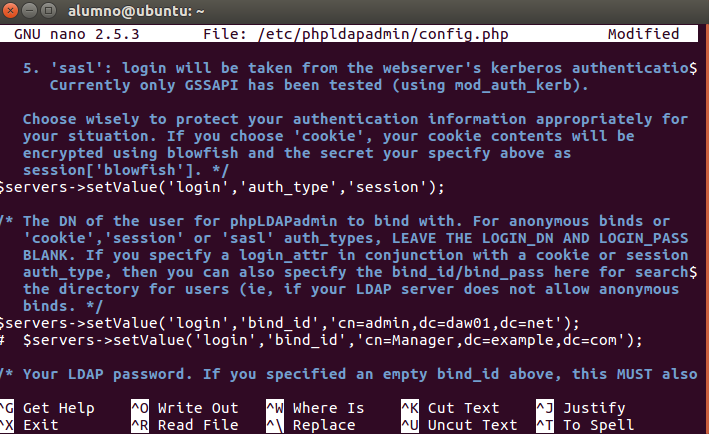 alumno@ubuntu: ~
GNU nano 2.5.3 File: /etc/phpldapadmin/config.php Modified
5. 'sasl': login will be taken from the webserver's kerberos authenticatio$
Currently only GSSAPI has been tested (using mod_auth_kerb).
Choose wisely to protect your authentication information appropriately for
your situation. If you choose 'cookie', your cookie contents will be
encrypted using blowfish and the secret your specify above as
session['blowfish']. */
$servers->setValue('login','auth_type','session');
/* The DN of the user for phpLDAPadmin to bind with. For anonymous binds or
'cookie','session' or 'sasl' auth_types, LEAVE THE LOGIN_DN AND LOGIN_PASS
BLANK. If you specify a login_attr in conjunction with a cookie or session
auth_type, then you can also specify the bind_id/bind_pass here for search$
the directory for users (ie, if your LDAP server does not allow anonymous
binds. */
$servers->setValue('login','bind_id','cn=admin,dc=daw01,dc=net');
#  $servers->setValue('login','bind_id','cn=Manager,dc=example,dc=com');
/* Your LDAP password. If you specified an empty bind_id above, this MUST also
^G Get Help ^O Write Out ^W Where Is ^K Cut Text ^J Justify
^X Exit ^R Read File ^\ Replace ^U Uncut Text ^T To Spell